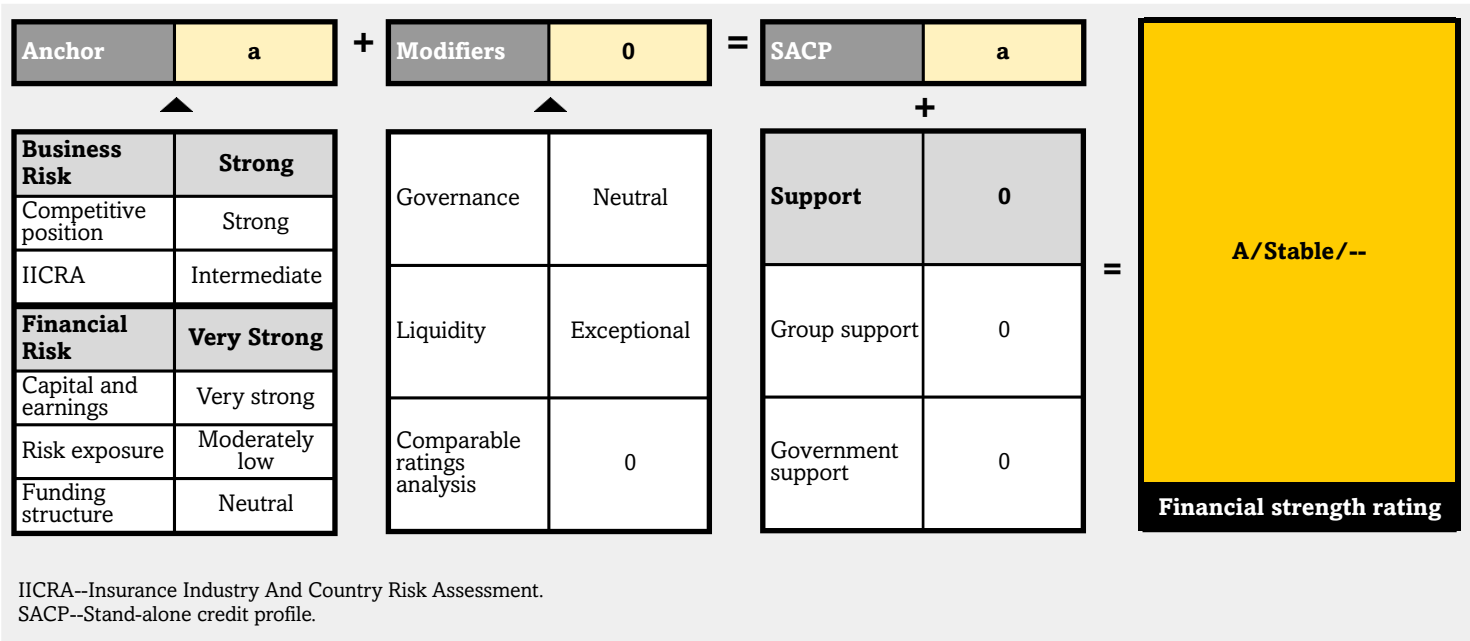 Anchor a + Modifiers 0 = SACP a
+
Business
Risk
Strong
Competitive
position
Strong
IICRA Intermediate
Financial
Risk
Very Strong
Capital and
earnings
Very strong
Risk exposure
Moderately
low
Funding
structure
Neutral
Governance Neutral
Liquidity Exceptional
Comparable
ratings
analysis
0
Support 0
Group support 0
Government
support
0
=
A/Stable/--
Financial strength rating
IICRA--Insurance Industry And Country Risk Assessment.
SACP--Stand-alone credit profile.